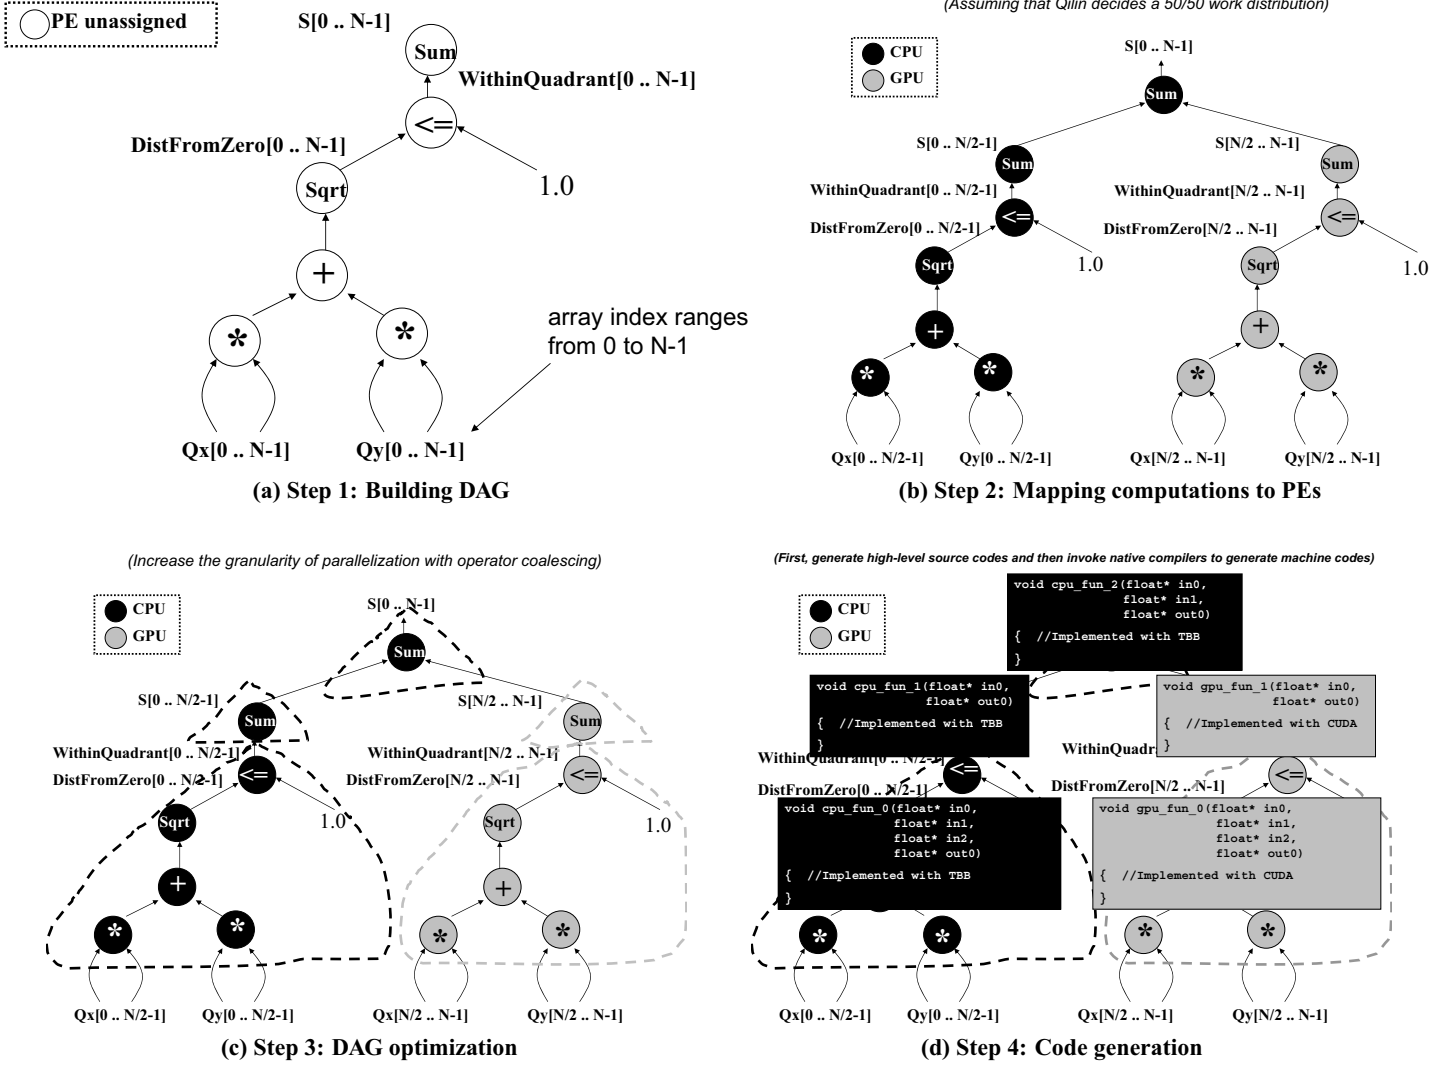 PE unassigned
S[0 .. N-1]
Sum
WithinQuadrant[0 .. N-1]
<=
DistFromZero[0 .. N-1]
Sqrt
1.0
+
*
*
array index ranges
from 0 to N-1
Qx[0 .. N-1]
Qy[0 .. N-1]
(a) Step 1: Building DAG
(Assuming that Qilin decides a 50/50 work distribution)
CPU
GPU
S[0 .. N-1]
Sum
S[0 .. N/2-1]
S[N/2 .. N-1]
Sum
Sum
WithinQuadrant[0 .. N/2-1]
WithinQuadrant[N/2 .. N-1]
<=
<=
DistFromZero[0 .. N/2-1]
DistFromZero[N/2 .. N-1]
Sqrt
1.0
Sqrt
1.0
+
+
*
*
*
*
Qx[0 .. N/2-1]
Qy[0 .. N/2-1]
Qx[N/2 .. N-1]
Qy[N/2 .. N-1]
(b) Step 2: Mapping computations to PEs
(Increase the granularity of parallelization with operator coalescing)
CPU
GPU
S[0 .. N-1]
Sum
S[0 .. N/2-1]
S[N/2 .. N-1]
Sum
Sum
WithinQuadrant[0 .. N/2-1]
WithinQuadrant[N/2 .. N-1]
DistFromZero[0 .. N/2-1]
<=
DistFromZero[N/2 .. N-1]
<=
Sqrt
1.0
Sqrt
1.0
+
+
*
*
*
*
Qx[0 .. N/2-1]
Qy[0 .. N/2-1]
Qx[N/2 .. N-1]
Qy[N/2 .. N-1]
(c) Step 3: DAG optimization
(First, generate high-level source codes and then invoke native compilers to generate machine codes)
CPU
GPU
void cpu_fun_2(float* in0,
float* in1,
float* out0)
{ //Implemented with TBB
}
void cpu_fun_1(float* in0,
float* out0)
{ //Implemented with TBB
}
void gpu_fun_1(float* in0,
float* out0)
{ //Implemented with CUDA
}
WithinQuadrant[0 .. N/2-1]
WithinQuadr
<=
<=
DistFromZero[0 .. N/2-1]
DistFromZero[N/2 .. N-1]
void cpu_fun_0(float* in0,
float* in1,
float* in2,
float* out0)
{ //Implemented with TBB
}
void gpu_fun_0(float* in0,
float* in1,
float* in2,
float* out0)
{ //Implemented with CUDA
}
*
*
*
*
Qx[0 .. N/2-1]
Qy[0 .. N/2-1]
Qx[N/2 .. N-1]
Qy[N/2 .. N-1]
(d) Step 4: Code generation